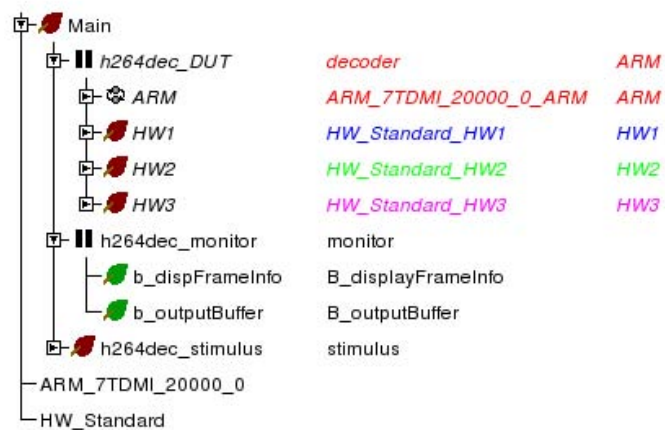 Main
h264dec_DUT decoder ARM
ARM ARM_7TDMI_20000_0_ARM ARM
HW1 HW_Standard_HW1 HW1
HW2 HW_Standard_HW2 HW2
HW3 HW_Standard_HW3 HW3
h264dec_monitor monitor
b_dispFrameInfo B_displayFrameInfo
b_outputBuffer B_outputBuffer
h264dec_stimulus stimulus
ARM_7TDMI_20000_0
HW_Standard